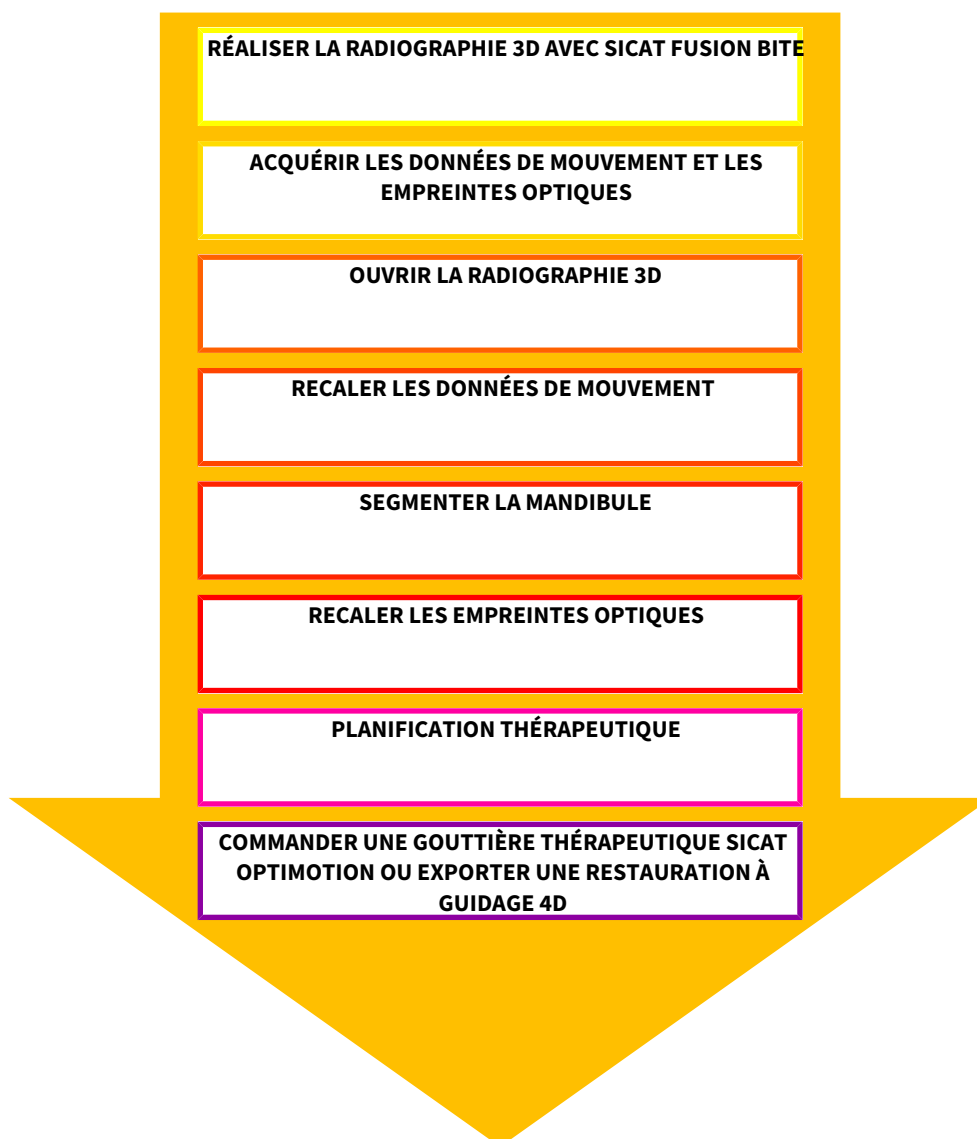 RÉALISER LA RADIOGRAPHIE 3D AVEC SICAT FUSION BITE
ACQUÉRIR LES DONNÉES DE MOUVEMENT ET LES
EMPREINTES OPTIQUES
OUVRIR LA RADIOGRAPHIE 3D
RECALER LES DONNÉES DE MOUVEMENT
SEGMENTER LA MANDIBULE
RECALER LES EMPREINTES OPTIQUES
PLANIFICATION THÉRAPEUTIQUE
COMMANDER UNE GOUTTIÈRE THÉRAPEUTIQUE SICAT
OPTIMOTION OU EXPORTER UNE RESTAURATION À
GUIDAGE 4D